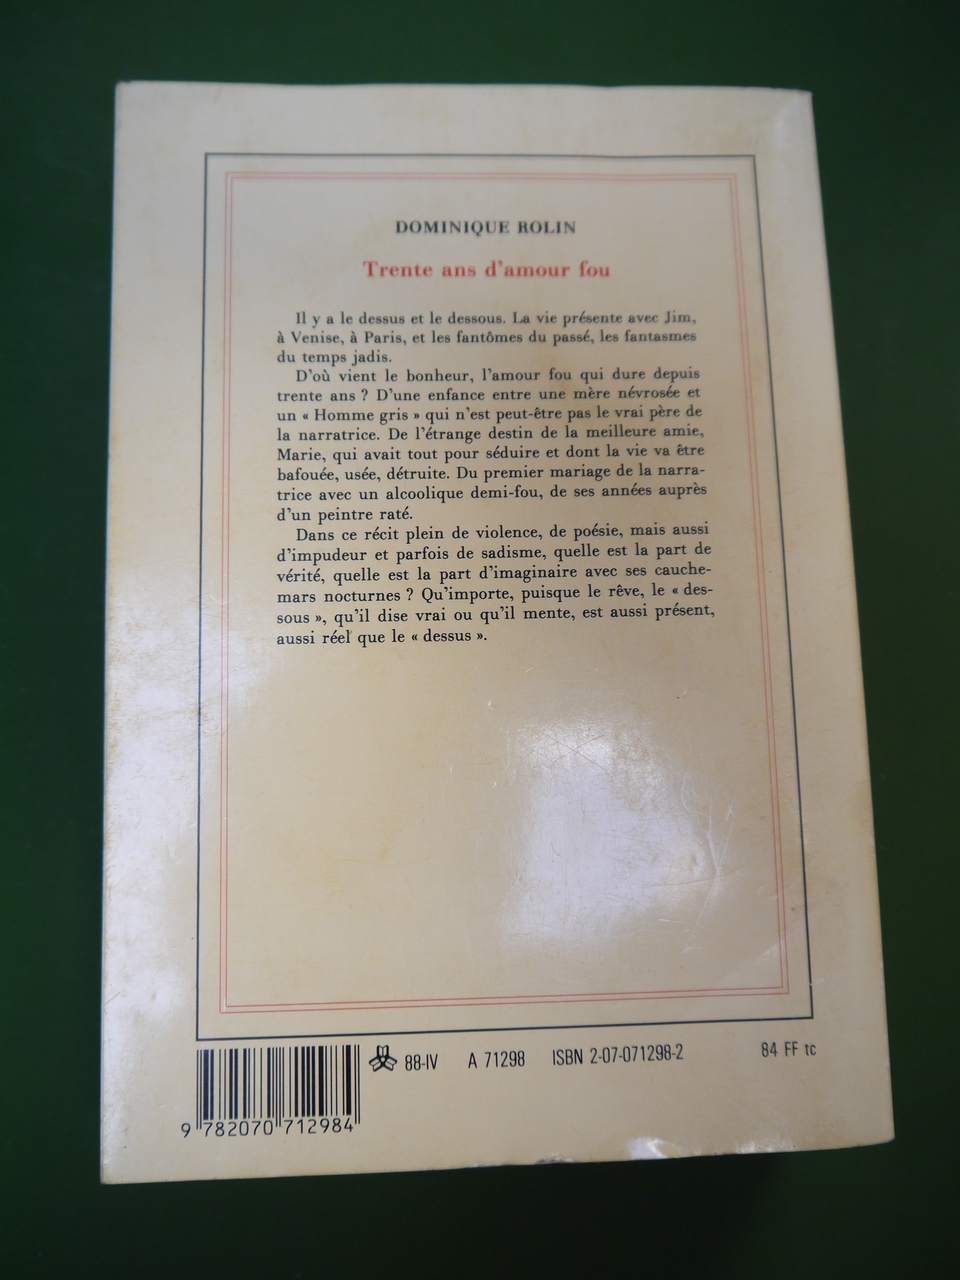 DOMINIQUE ROLIN
Trente ans d'amour fou
Il y a le dessus et le dessous. La vie présente avec Jim,
à Venise, à Paris, et les fantômes du passé, les fantasmes
du temps jadis.
D'où vient le bonheur, l'amour fou qui dure depuis
trente ans ? D'une enfance entre une mère névrosée et
un « Homme gris » qui n'est peut-être pas le vrai père de
la narratrice. De l'étrange destin de la meilleure amie,
Marie, qui avait tout pour séduire et dont la vie va être
bafouée, usée, détruite. Du premier mariage de la narra-
trice avec un alcoolique demi-fou, de ses années auprès
d'un peintre raté.
Dans ce récit plein de violence, de poésie, mais aussi
d'impudeur et parfois de sadisme, quelle est la part de
vérité, quelle est la part d'imaginaire avec ses cauche-
mars nocturnes ? Qu'importe, puisque le rêve, le « des-
sous », qu'il dise vrai ou qu'il mente, est aussi présent,
aussi réel que le « dessus ».
88-IV A 71298 ISBN 2-07-071298-2 84 FF tc
9 782070 712984